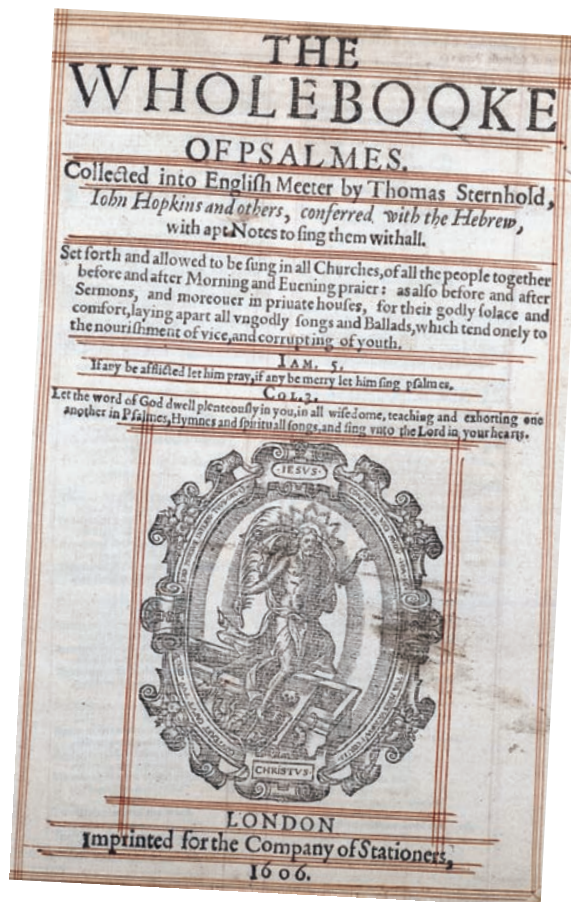 THE
WHOLEBOOKE
OF PSALMES.
Collected into Engliſh Meeter by Thomas Sternhold,
Iohn Hopkins and others, conferred with the Hebrew,
with apt Notes to ſing them withall.
Set forth and allowed to be ſung in all Churches, of all the people together
before and after Morning and Euening praier: as alſo before and after
Sermons, and moreouer in priuate houſes, for their godly ſolace and
comfort, laying apart all vngodly ſongs and Ballads, which tend onely to
the nouriſhment of vice, and corrupting of youth.
IAM. 5.
If any be afflicted let him pray, if any be merry let him ſing pſalmes.
COL. 3.
Let the word of God dwell plenteouſly in you, in all wiſedome, teaching and exhorting one
another in Pſalmes, Hymnes and ſpirituall ſongs, and ſing vnto the Lord in your hearts.
IESVS
CHRISTVS
LONDON
Imprinted for the Company of Stationers,
1606.